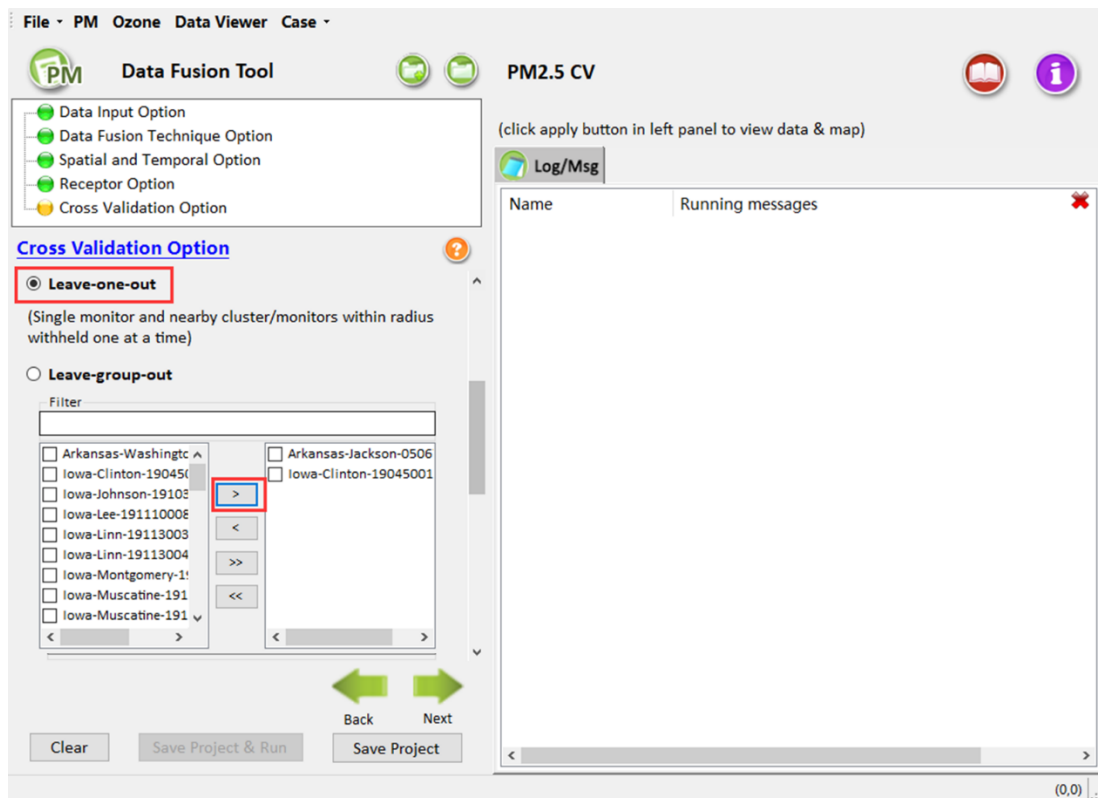 File PM Ozone Data Viewer Case
PM Data Fusion Tool
PM2.5 CV
Data Input Option
Data Fusion Technique Option
Spatial and Temporal Option
Receptor Option
Cross Validation Option
(click apply button in left panel to view data & map)
Log/Msg
Name Running messages
Cross Validation Option
?
Leave-one-out
(Single monitor and nearby cluster/monitors within radius
withheld one at a time)
Leave-group-out
Filter
Arkansas-Washingtc
Iowa-Clinton-19045(
Iowa-Johnson-19103
Iowa-Lee-191110008
Iowa-Linn-19113003
Iowa-Linn-19113004
Iowa-Montgomery-1
Iowa-Muscatine-191
Iowa-Muscatine-191
>
<
>>
<<
Arkansas-Jackson-0506
Iowa-Clinton-19045001
Back Next
Clear Save Project & Run Save Project
(0,0)